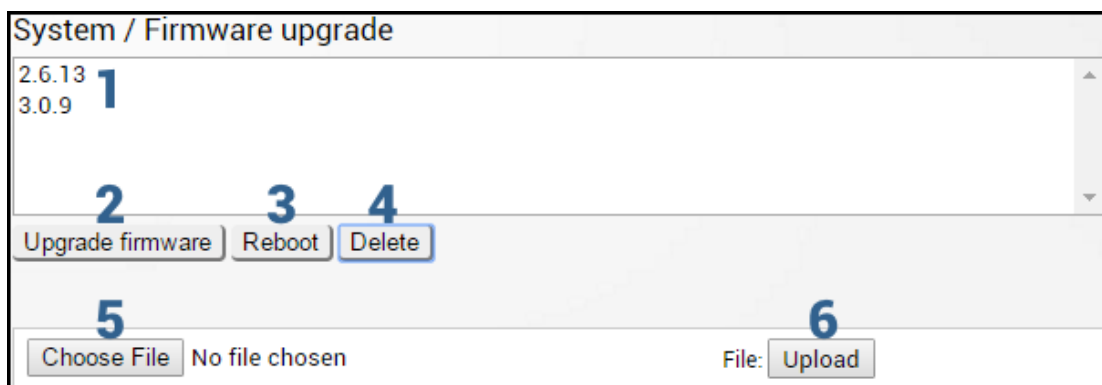 System / Firmware upgrade
2.6.13
1
3.0.9
2 3 4
Upgrade firmware Reboot Delete
5 6
Choose File No file chosen File: Upload